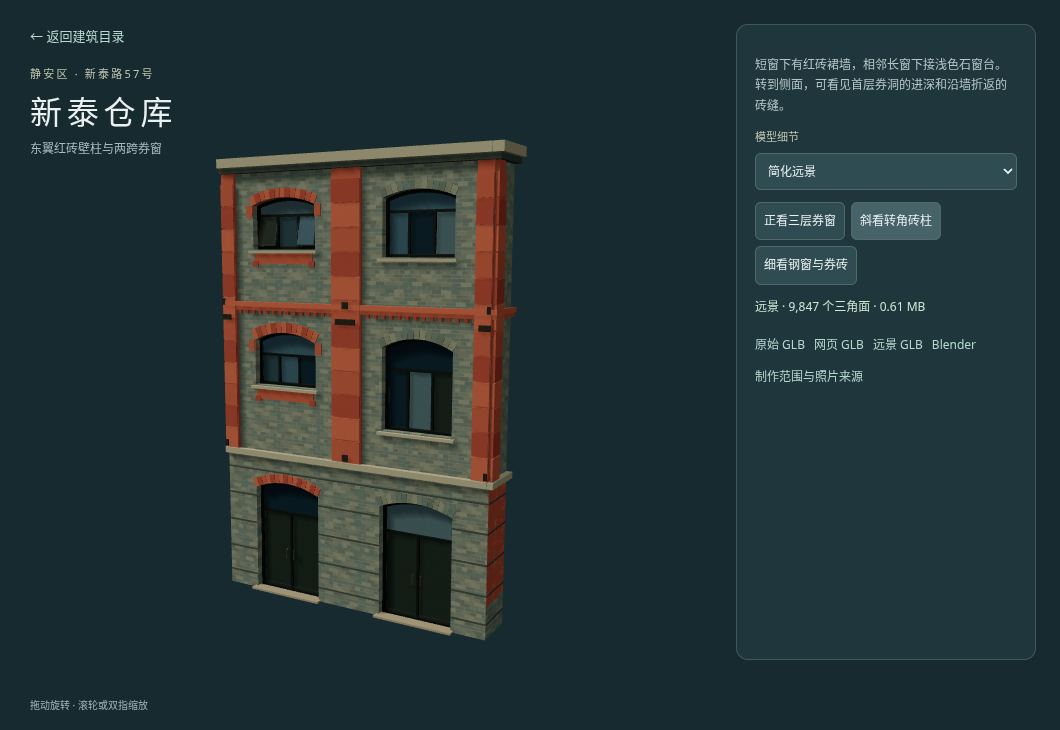 ← 返回建筑目录
静安区 · 新泰路57号
新泰仓库
东翼红砖壁柱与两跨券窗
短窗下有红砖裙墙，相邻长窗下接浅色石窗台。
转到侧面，可看见首层券洞的进深和沿墙折返的
砖缝。
模型细节
简化远景
正看三层券窗 斜看转角砖柱
细看钢窗与券砖
远景 · 9,847 个三角面 · 0.61 MB
原始 GLB 网页 GLB 远景 GLB Blender
制作范围与照片来源
拖动旋转 · 滚轮或双指缩放